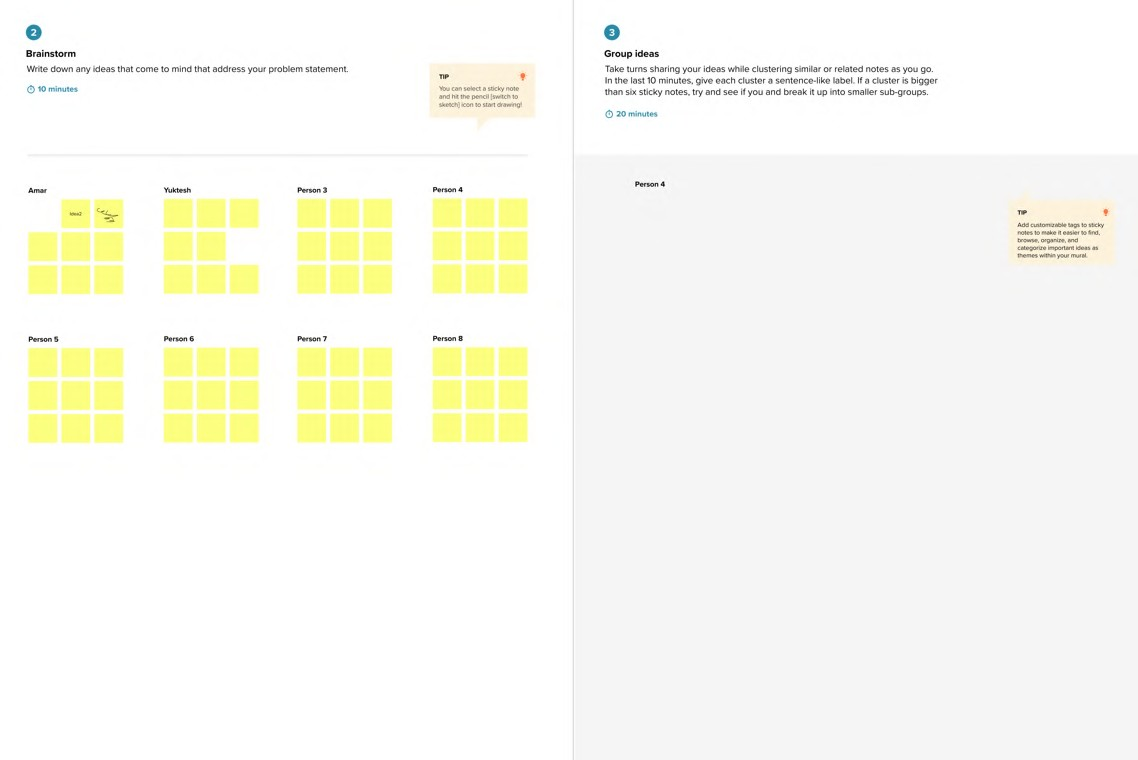 2
Brainstorm
Write down any ideas that come to mind that address your problem statement.
10 minutes
TIP
You can select a sticky note
and hit the pencil [switch to
sketch] icon to start drawing!
Amar
Yuktesh
Person 3
Person 4
idea2
Person 5
Person 6
Person 7
Person 8
3
Group ideas
Take turns sharing your ideas while clustering similar or related notes as you go.
In the last 10 minutes, give each cluster a sentence-like label. If a cluster is bigger
than six sticky notes, try and see if you and break it up into smaller sub-groups.
20 minutes
Person 4
TIP
Add customizable tags to sticky
notes to make it easier to find,
browse, organize, and
categorize important ideas as
themes within your mural.